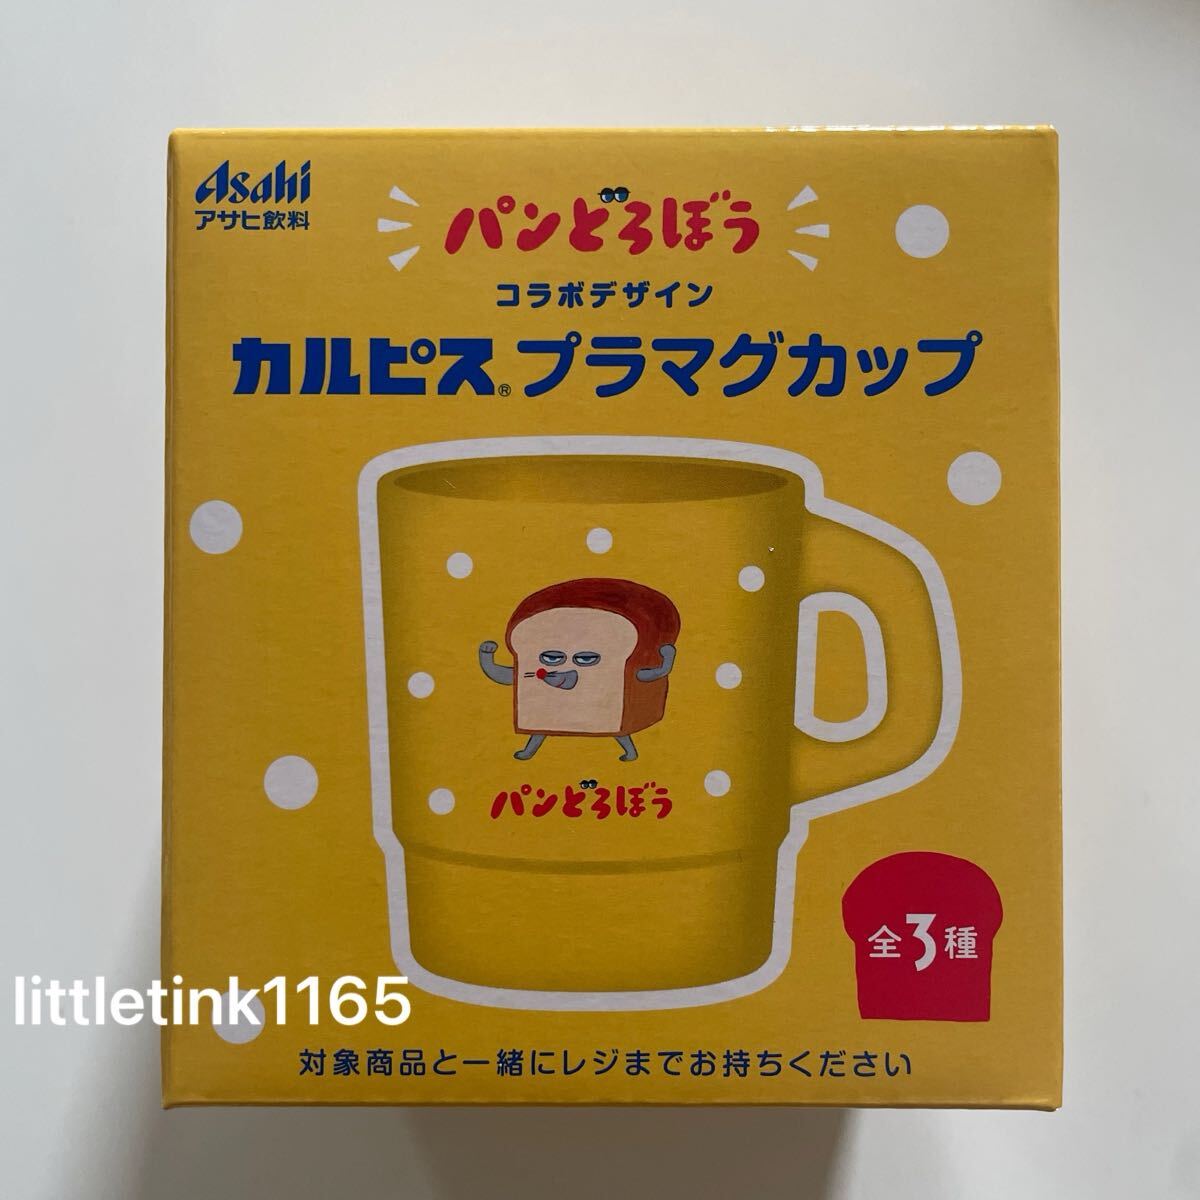 Asahi
アサヒ飲料
パンどろぼう
コラボデザイン
カルピス®プラマグカップ
パンどろぼう
全3種
littletink1165
対象商品と一緒にレジまでお持ちください